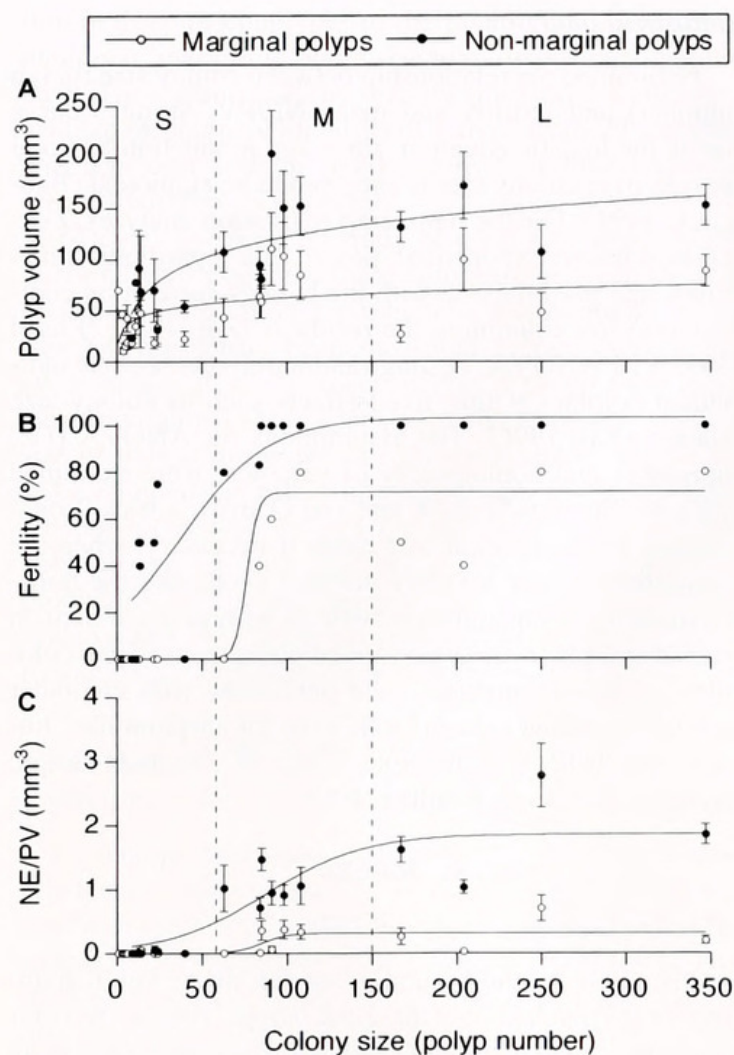 Marginal polyps Non-marginal polyps
A
S M L
Polyp volume (mm³)
250
200
150
100
50
0
B
Fertility (%)
100
80
60
40
20
0
C
NE/PV (mm⁻³)
4
3
2
1
0
0 50 100 150 200 250 300 350
Colony size (polyp number)